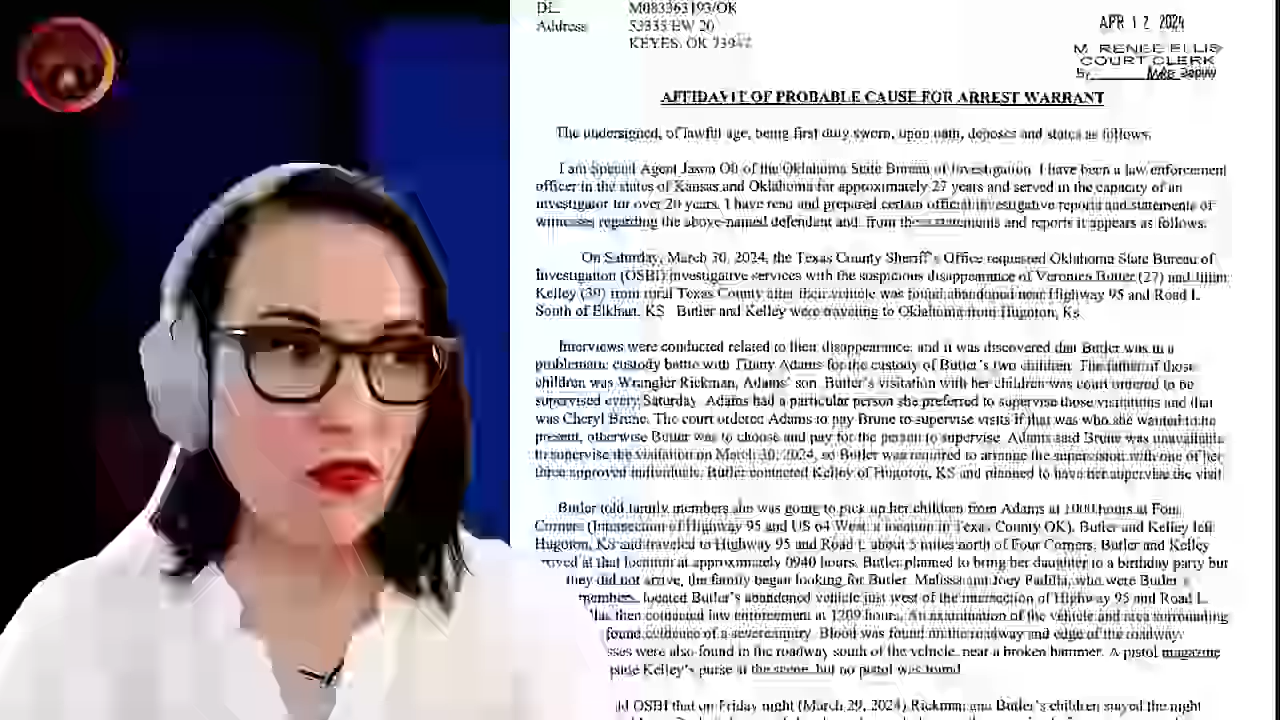 DL. M083363193/OK
Address 53335 EW 20
KEYES, OK 73942
APR 12 2024
M. RENEE ELLIS
COURT CLERK
By Deputy
AFFIDAVIT OF PROBABLE CAUSE FOR ARREST WARRANT
The undersigned, of lawful age, being first duly sworn, upon oath, deposes and states as follows.
I am Special Agent Jason Ott of the Oklahoma State Bureau of Investigation. I have been a law enforcement
officer in the states of Kansas and Oklahoma for approximately 27 years and served in the capacity of an
investigator for over 20 years. I have read and prepared certain official investigative reports and statements of
witnesses regarding the above-named defendant and, from these statements and reports it appears as follows.
On Saturday, March 30, 2024, the Texas County Sheriff's Office requested Oklahoma State Bureau of
Investigation (OSBI) investigative services with the suspicious disappearance of Veronica Butler (27) and Jilian
Kelley (39) from rural Texas County after their vehicle was found abandoned near Highway 95 and Road L
South of Elkhart, KS Butler and Kelley were traveling to Oklahoma from Hugoton, Ks
Interviews were conducted related to their disappearance, and it was discovered that Butler was in a
problematic custody battle with Tifany Adams for the custody of Butler's two children. The father of those
children was Wrangler Rickman, Adams' son. Butler's visitation with her children was court ordered to be
supervised every Saturday. Adams had a particular person she preferred to supervise those visitations and that
was Cheryl Brune. The court ordered Adams to pay Brune to supervise visits if that was who she wanted to be
present, otherwise Butler was to choose and pay for the person to supervise. Adams said Brune was unavailable
to supervise the visitation on March 30, 2024, so Butler was required to arrange the supervision with one of her
three approved individuals. Butler contacted Kelley of Hugoton, KS and planned to have her supervise the visit
Butler told family members she was going to pick up her children from Adams at 1000 hours at Four
Corners (Intersection of Highway 95 and US 64 West, a location in Texas County OK). Butler and Kelley left
Hugoton, Ks and traveled to Highway 95 and Road L about 5 miles north of Four Corners. Butler and Kelley
rived at that location at approximately 0940 hours. Butler planned to bring her daughter to a birthday party but
they did not arrive, the family began looking for Butler. Melissa and Joey Padilla, who were Butler's
members, located Butler's abandoned vehicle just west of the intersection of Highway 95 and Road L.
then contacted law enforcement at 1209 hours. An examination of the vehicle and area surrounding
found evidence of a severe injury. Blood was found on the roadway and edge of the roadway.
sses were also found in the roadway south of the vehicle, near a broken hammer. A pistol magazine
side Kelley's purse at the scene, but no pistol was found
ld OSBI that on Friday night (March 29, 2024) Rickman and Butler's children stayed the night